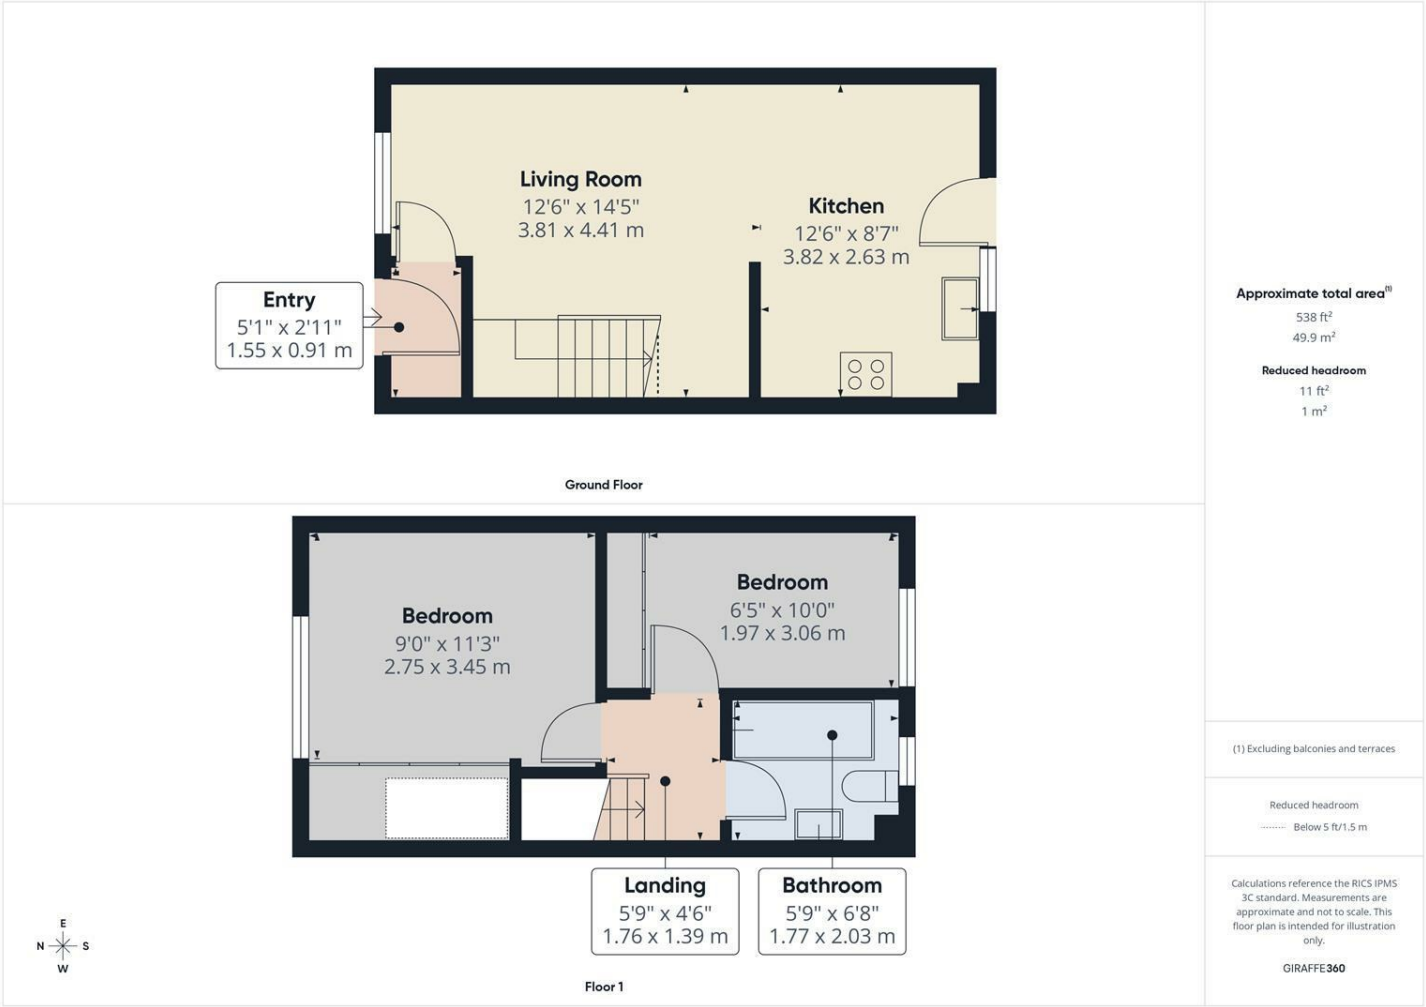 Living Room
12'6" x 14'5"
3.81 x 4.41 m
Kitchen
12'6" x 8'7"
3.82 x 2.63 m
Entry
5'1" x 2'11"
1.55 x 0.91 m
Ground Floor
Bedroom
9'0" x 11'3"
2.75 x 3.45 m
Bedroom
6'5" x 10'0"
1.97 x 3.06 m
Landing
5'9" x 4'6"
1.76 x 1.39 m
Bathroom
5'9" x 6'8"
1.77 x 2.03 m
Floor 1
E
N S
W
Approximate total area(1)
538 ft²
49.9 m²
Reduced headroom
11 ft²
1 m²
(1) Excluding balconies and terraces
Reduced headroom
Below 5 ft/1.5 m
Calculations reference the RICS IPMS
3C standard. Measurements are
approximate and not to scale. This
floor plan is intended for illustration
only.
GIRAFFE360